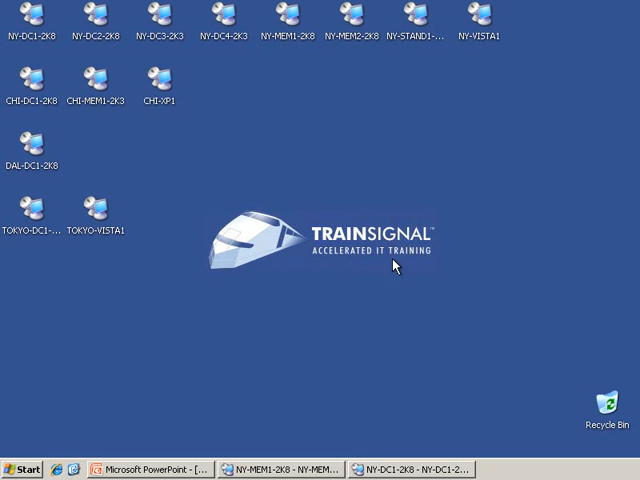 NY-DC1-2K8 NY-DC2-2K8 NY-DC3-2K3 NY-DC4-2K3 NY-MEM1-2K8 NY-MEM2-2K8 NY-STAND1-... NY-VISTA1
CHI-DC1-2K8 CHI-MEM1-2K3 CHI-XP1
DAL-DC1-2K8
TOKYO-DC1-... TOKYO-VISTA1
TRAINSIGNAL™
ACCELERATED IT TRAINING
Recycle Bin
Start Microsoft PowerPoint - [... NY-MEM1-2K8 - NY-MEM... NY-DC1-2K8 - NY-DC1-2...